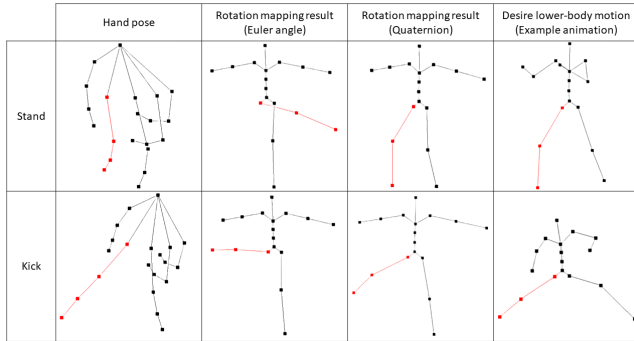 Hand pose
Rotation mapping result
(Euler angle)
Rotation mapping result
(Quaternion)
Desire lower-body motion
(Example animation)
Stand
Kick